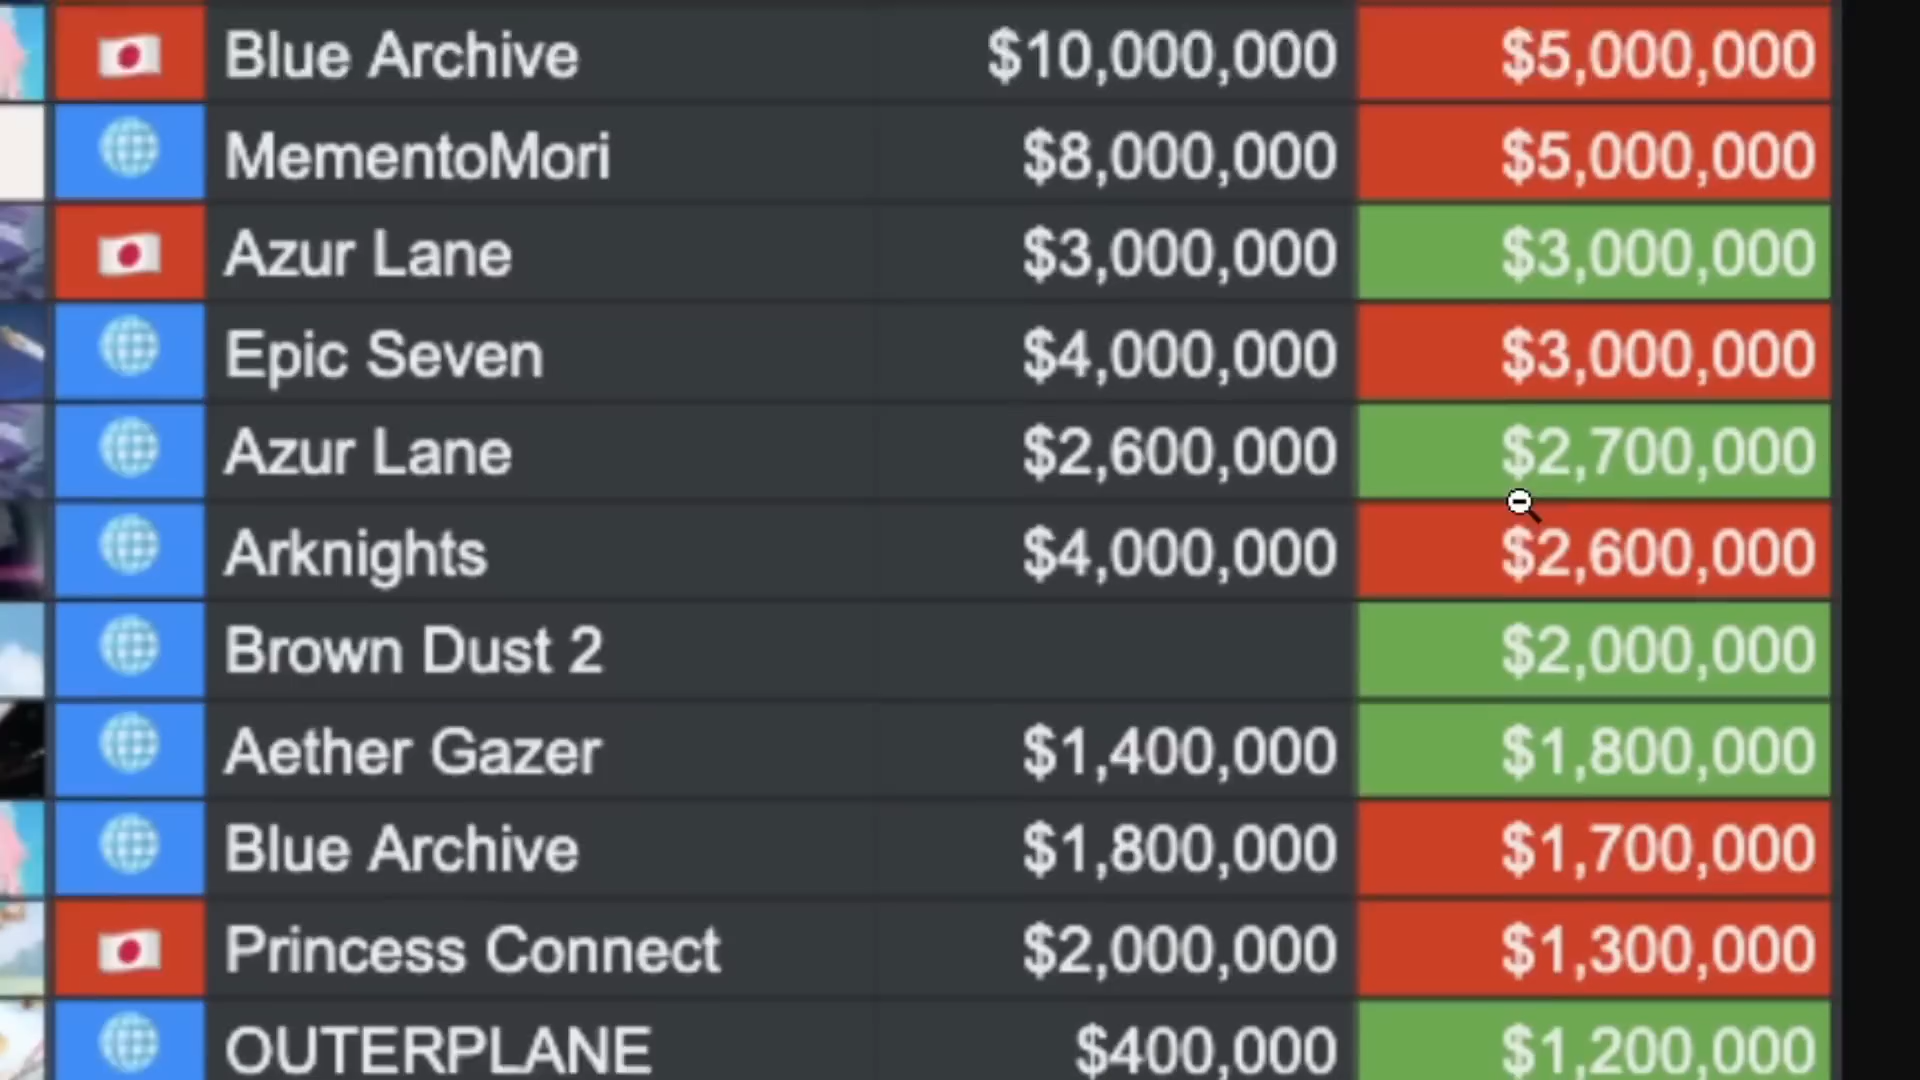 Blue Archive $10,000,000 $5,000,000
MementoMori $8,000,000 $5,000,000
Azur Lane $3,000,000 $3,000,000
Epic Seven $4,000,000 $3,000,000
Azur Lane $2,600,000 $2,700,000
Arknights $4,000,000 $2,600,000
Brown Dust 2 $2,000,000
Aether Gazer $1,400,000 $1,800,000
Blue Archive $1,800,000 $1,700,000
Princess Connect $2,000,000 $1,300,000
OUTERPLANE $400,000 $1,200,000